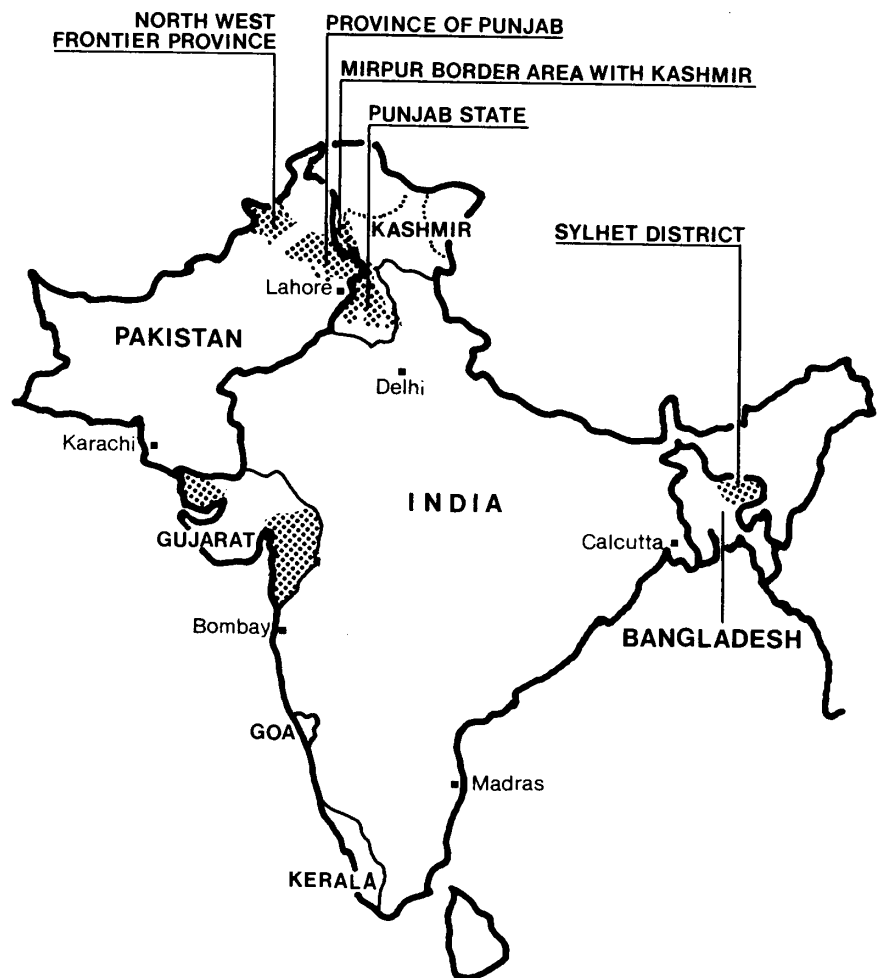 NORTH WEST
FRONTIER PROVINCE
PROVINCE OF PUNJAB
MIRPUR BORDER AREA WITH KASHMIR
PUNJAB STATE
KASHMIR
SYLHET DISTRICT
Lahore
PAKISTAN
Delhi
Karachi
INDIA
GUJARAT
Calcutta
Bombay
BANGLADESH
GOA
Madras
KERALA